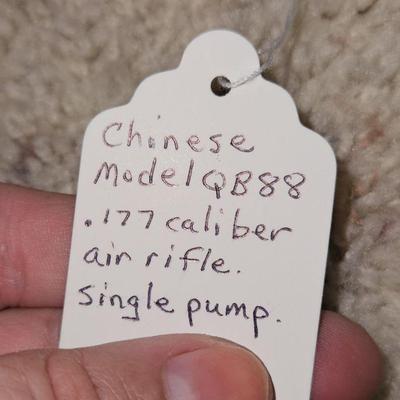 Chinese
Model QB88
.177 caliber
air rifle.
single pump.